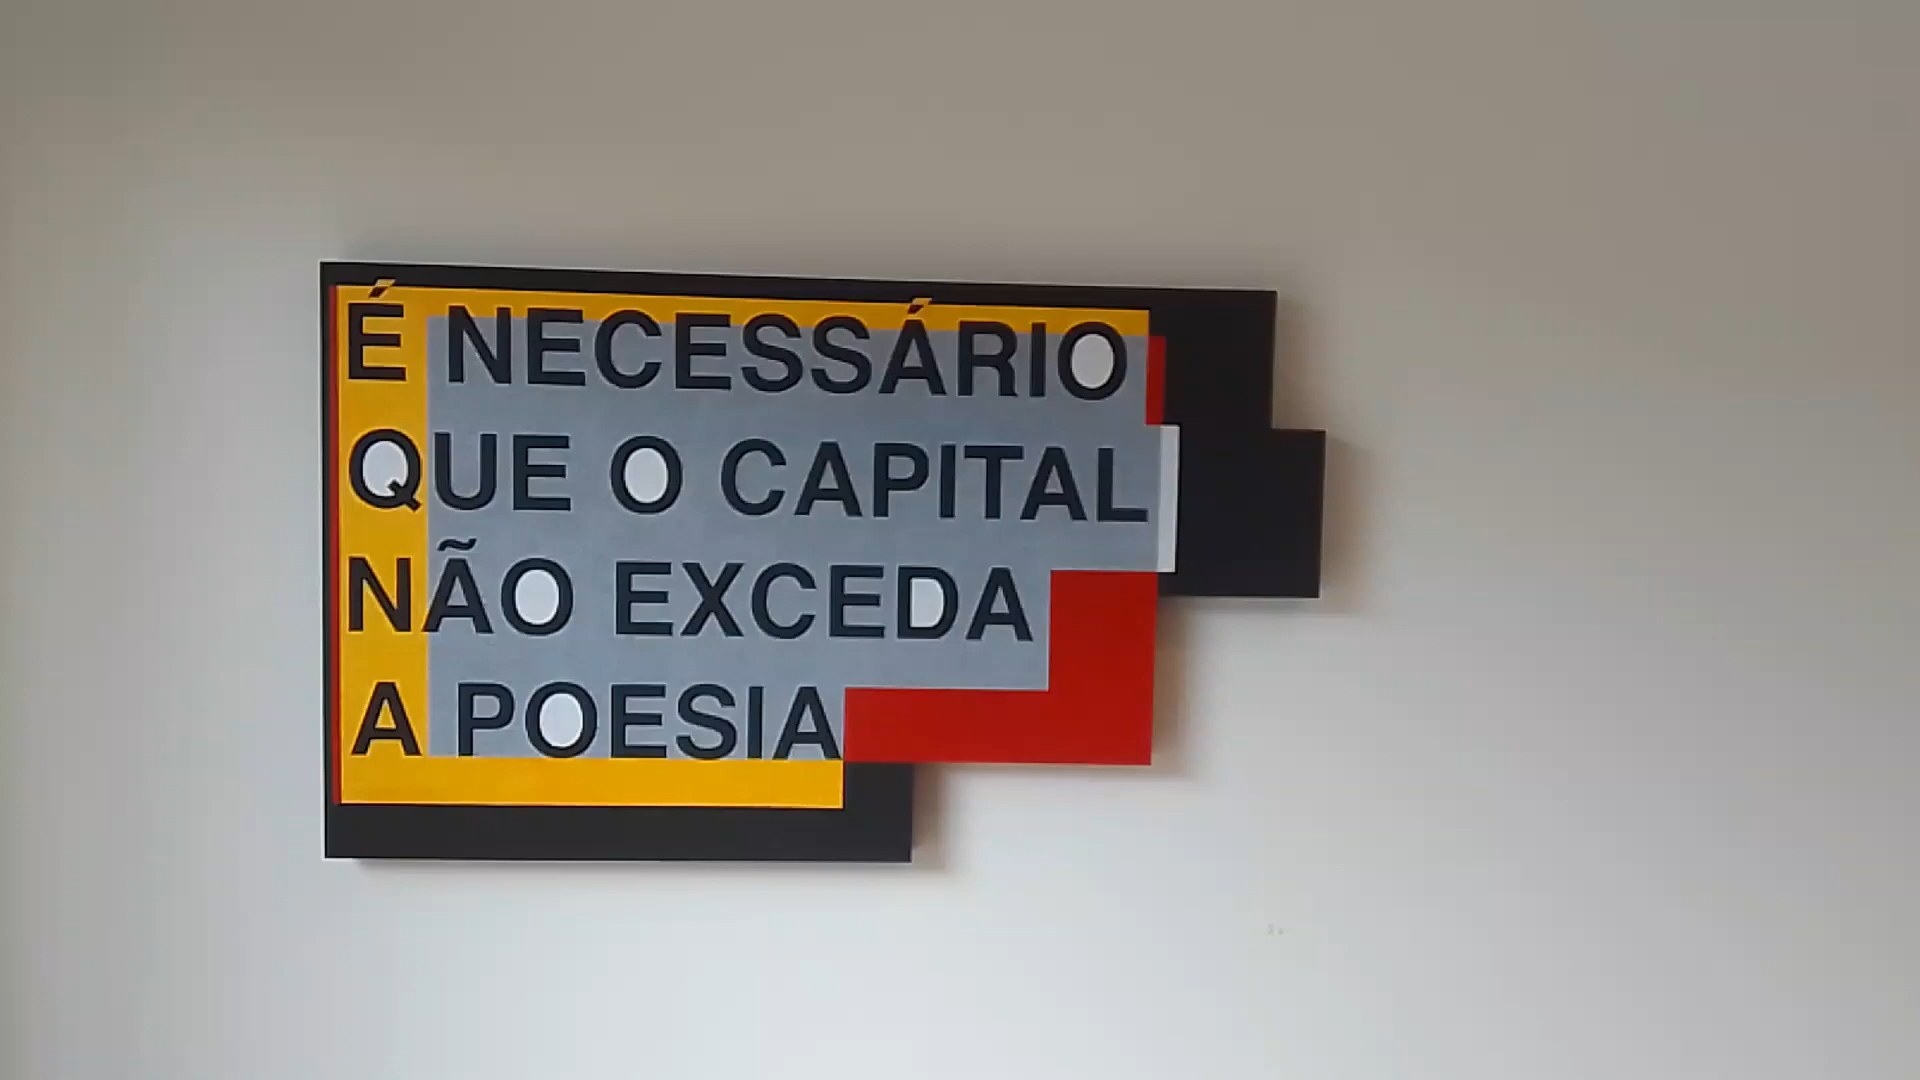 É NECESSÁRIO
QUE O CAPITAL
NÃO EXCEDA
A POESIA